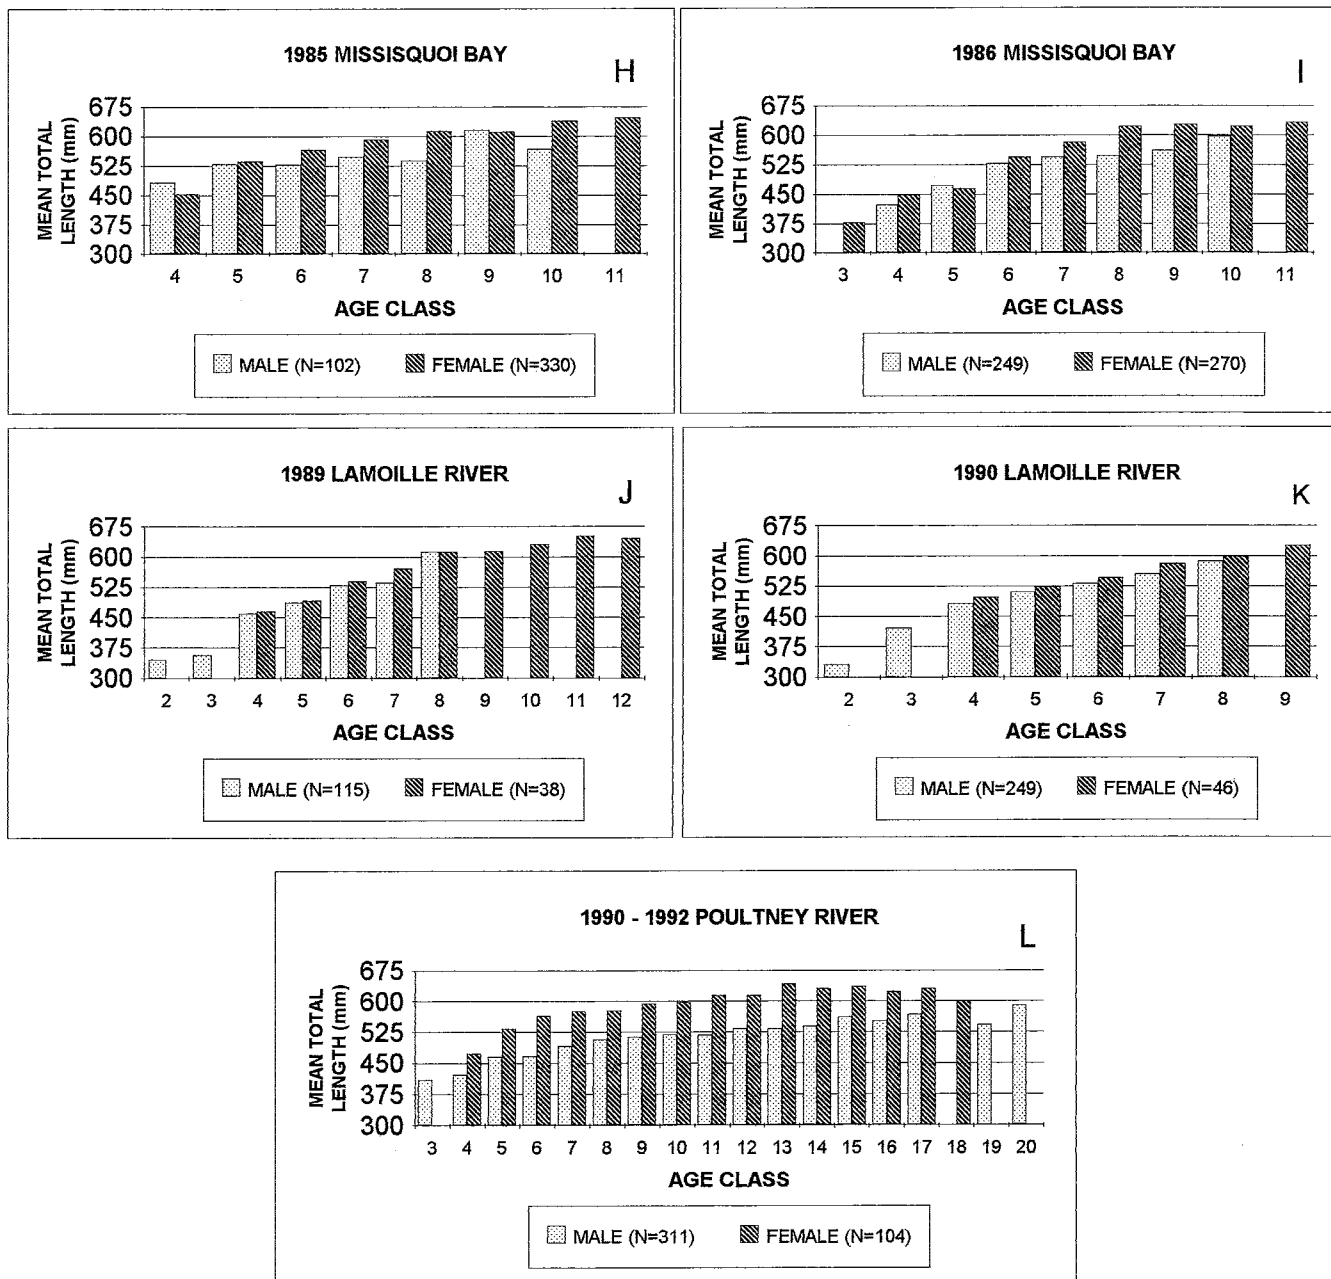 1985 MISSISQUOI BAY
H
MEAN TOTAL
LENGTH (mm)
675
600
525
450
375
300
4 5 6 7 8 9 10 11
AGE CLASS
MALE (N=102) FEMALE (N=330)
1986 MISSISQUOI BAY
I
MEAN TOTAL
LENGTH (mm)
675
600
525
450
375
300
3 4 5 6 7 8 9 10 11
AGE CLASS
MALE (N=249) FEMALE (N=270)
1989 LAMOILLE RIVER
J
MEAN TOTAL
LENGTH (mm)
675
600
525
450
375
300
2 3 4 5 6 7 8 9 10 11 12
AGE CLASS
MALE (N=115) FEMALE (N=38)
1990 LAMOILLE RIVER
K
MEAN TOTAL
LENGTH (mm)
675
600
525
450
375
300
2 3 4 5 6 7 8 9
AGE CLASS
MALE (N=249) FEMALE (N=46)
1990 - 1992 POULTNEY RIVER
L
MEAN TOTAL
LENGTH (mm)
675
600
525
450
375
300
3 4 5 6 7 8 9 10 11 12 13 14 15 16 17 18 19 20
AGE CLASS
MALE (N=311) FEMALE (N=104)